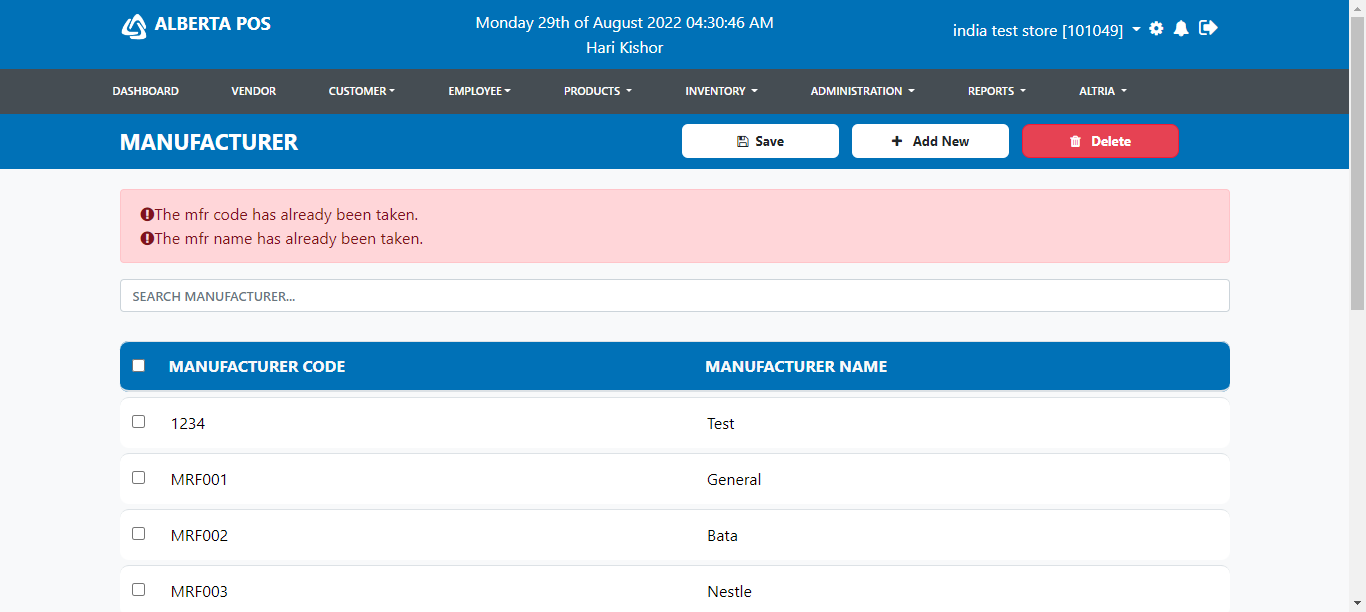 ALBERTA POS
Monday 29th of August 2022 04:30:46 AM
Hari Kishor
india test store [101049]
DASHBOARD VENDOR CUSTOMER EMPLOYEE PRODUCTS INVENTORY ADMINISTRATION REPORTS ALTRIA
MANUFACTURER
Save Add New Delete
The mfr code has already been taken.
The mfr name has already been taken.
SEARCH MANUFACTURER...
MANUFACTURER CODE MANUFACTURER NAME
1234 Test
MRF001 General
MRF002 Bata
MRF003 Nestle